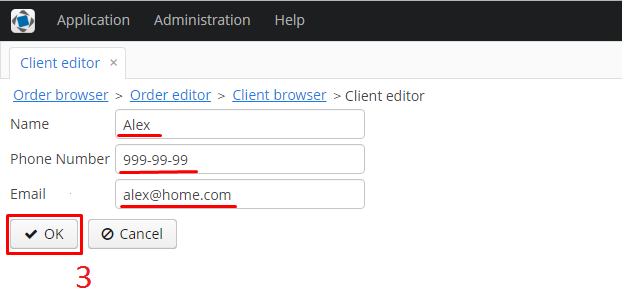 Application Administration Help
Client editor ×
Order browser > Order editor > Client browser > Client editor
Name Alex
Phone Number 999-99-99
Email alex@home.com
OK Cancel
3